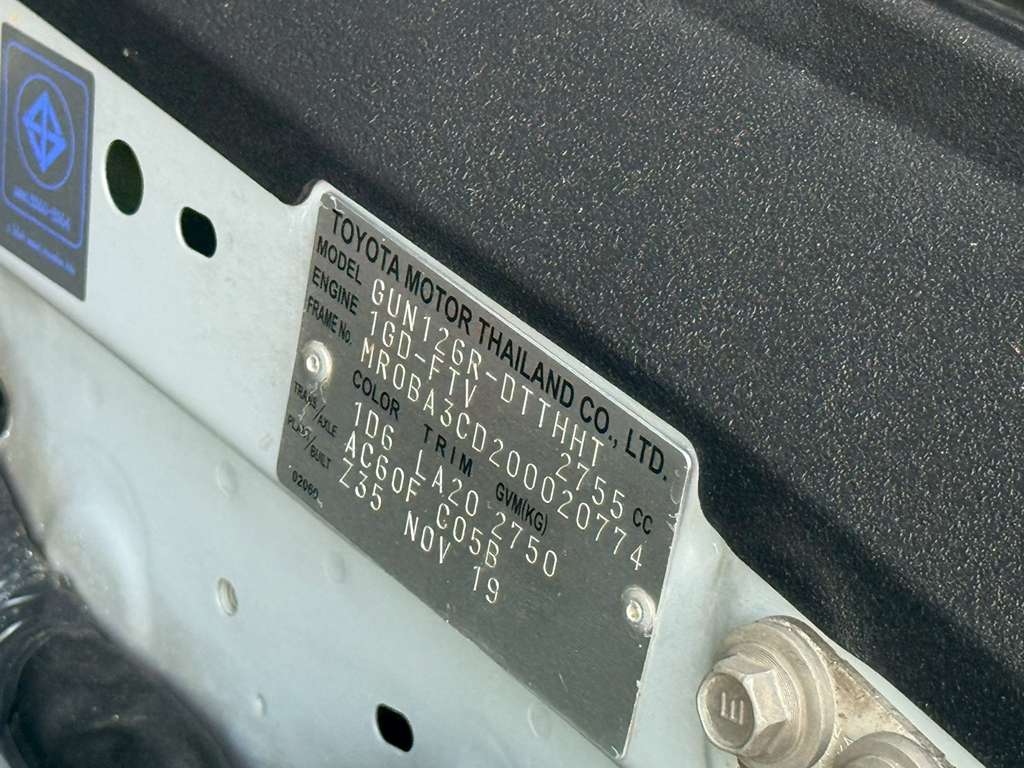 TOYOTA MOTOR THAILAND CO., LTD.
MODEL GUN126R-DTTHHT
ENGINE 1GD-FTV 2755 CC
FRAME No. MR0BA3CD200020774
COLOR TRIM GVM(KG)
1D6 LA20 2750
TRANS/AXLE AC60F C05B
PLANT/BUILT Z35 NOV 19
02060